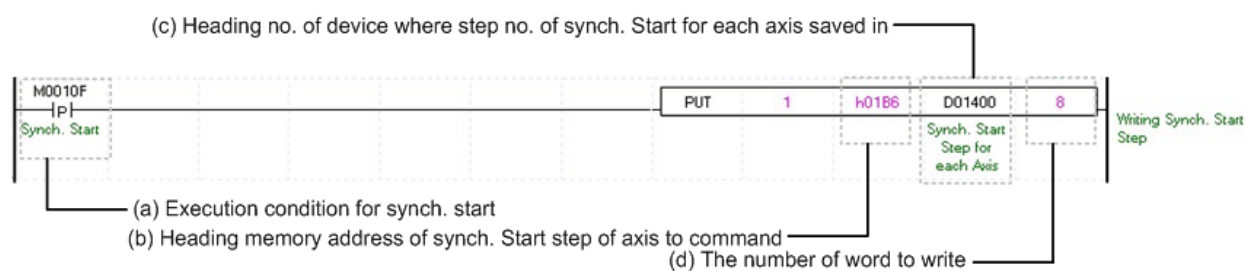 (c) Heading no. of device where step no. of synch. Start for each axis saved in
M0010F
P
Synch. Start
PUT 1 h01B6 D01400 8
Synch. Start
Step for
each Axis
Writing Synch. Start
Step
(a) Execution condition for synch. start
(b) Heading memory address of synch. Start step of axis to command
(d) The number of word to write